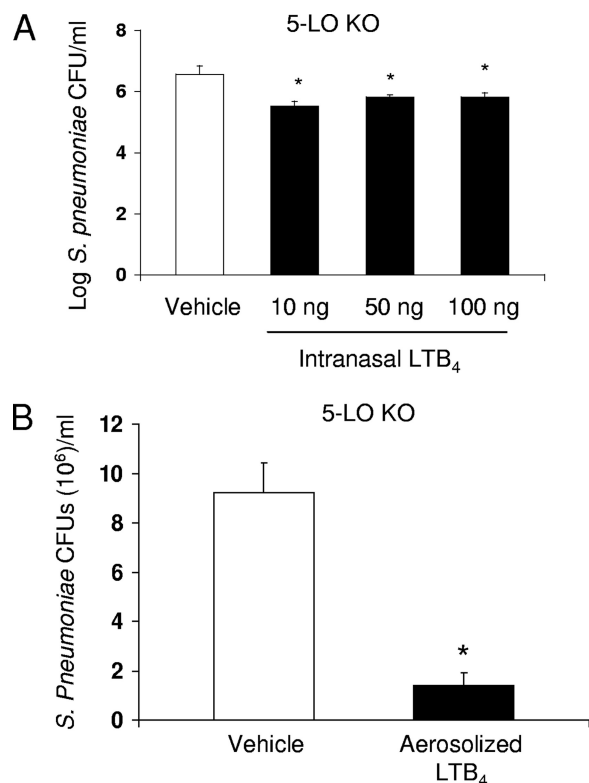 A
5-LO KO
Log S. pneumoniae CFU/ml
8
6
4
2
0
* * *
Vehicle 10 ng 50 ng 100 ng
Intranasal LTB₄
B
5-LO KO
S. Pneumoniae CFUs (10⁶)/ml
12
10
8
6
4
2
0
*
Vehicle Aerosolized
LTB₄